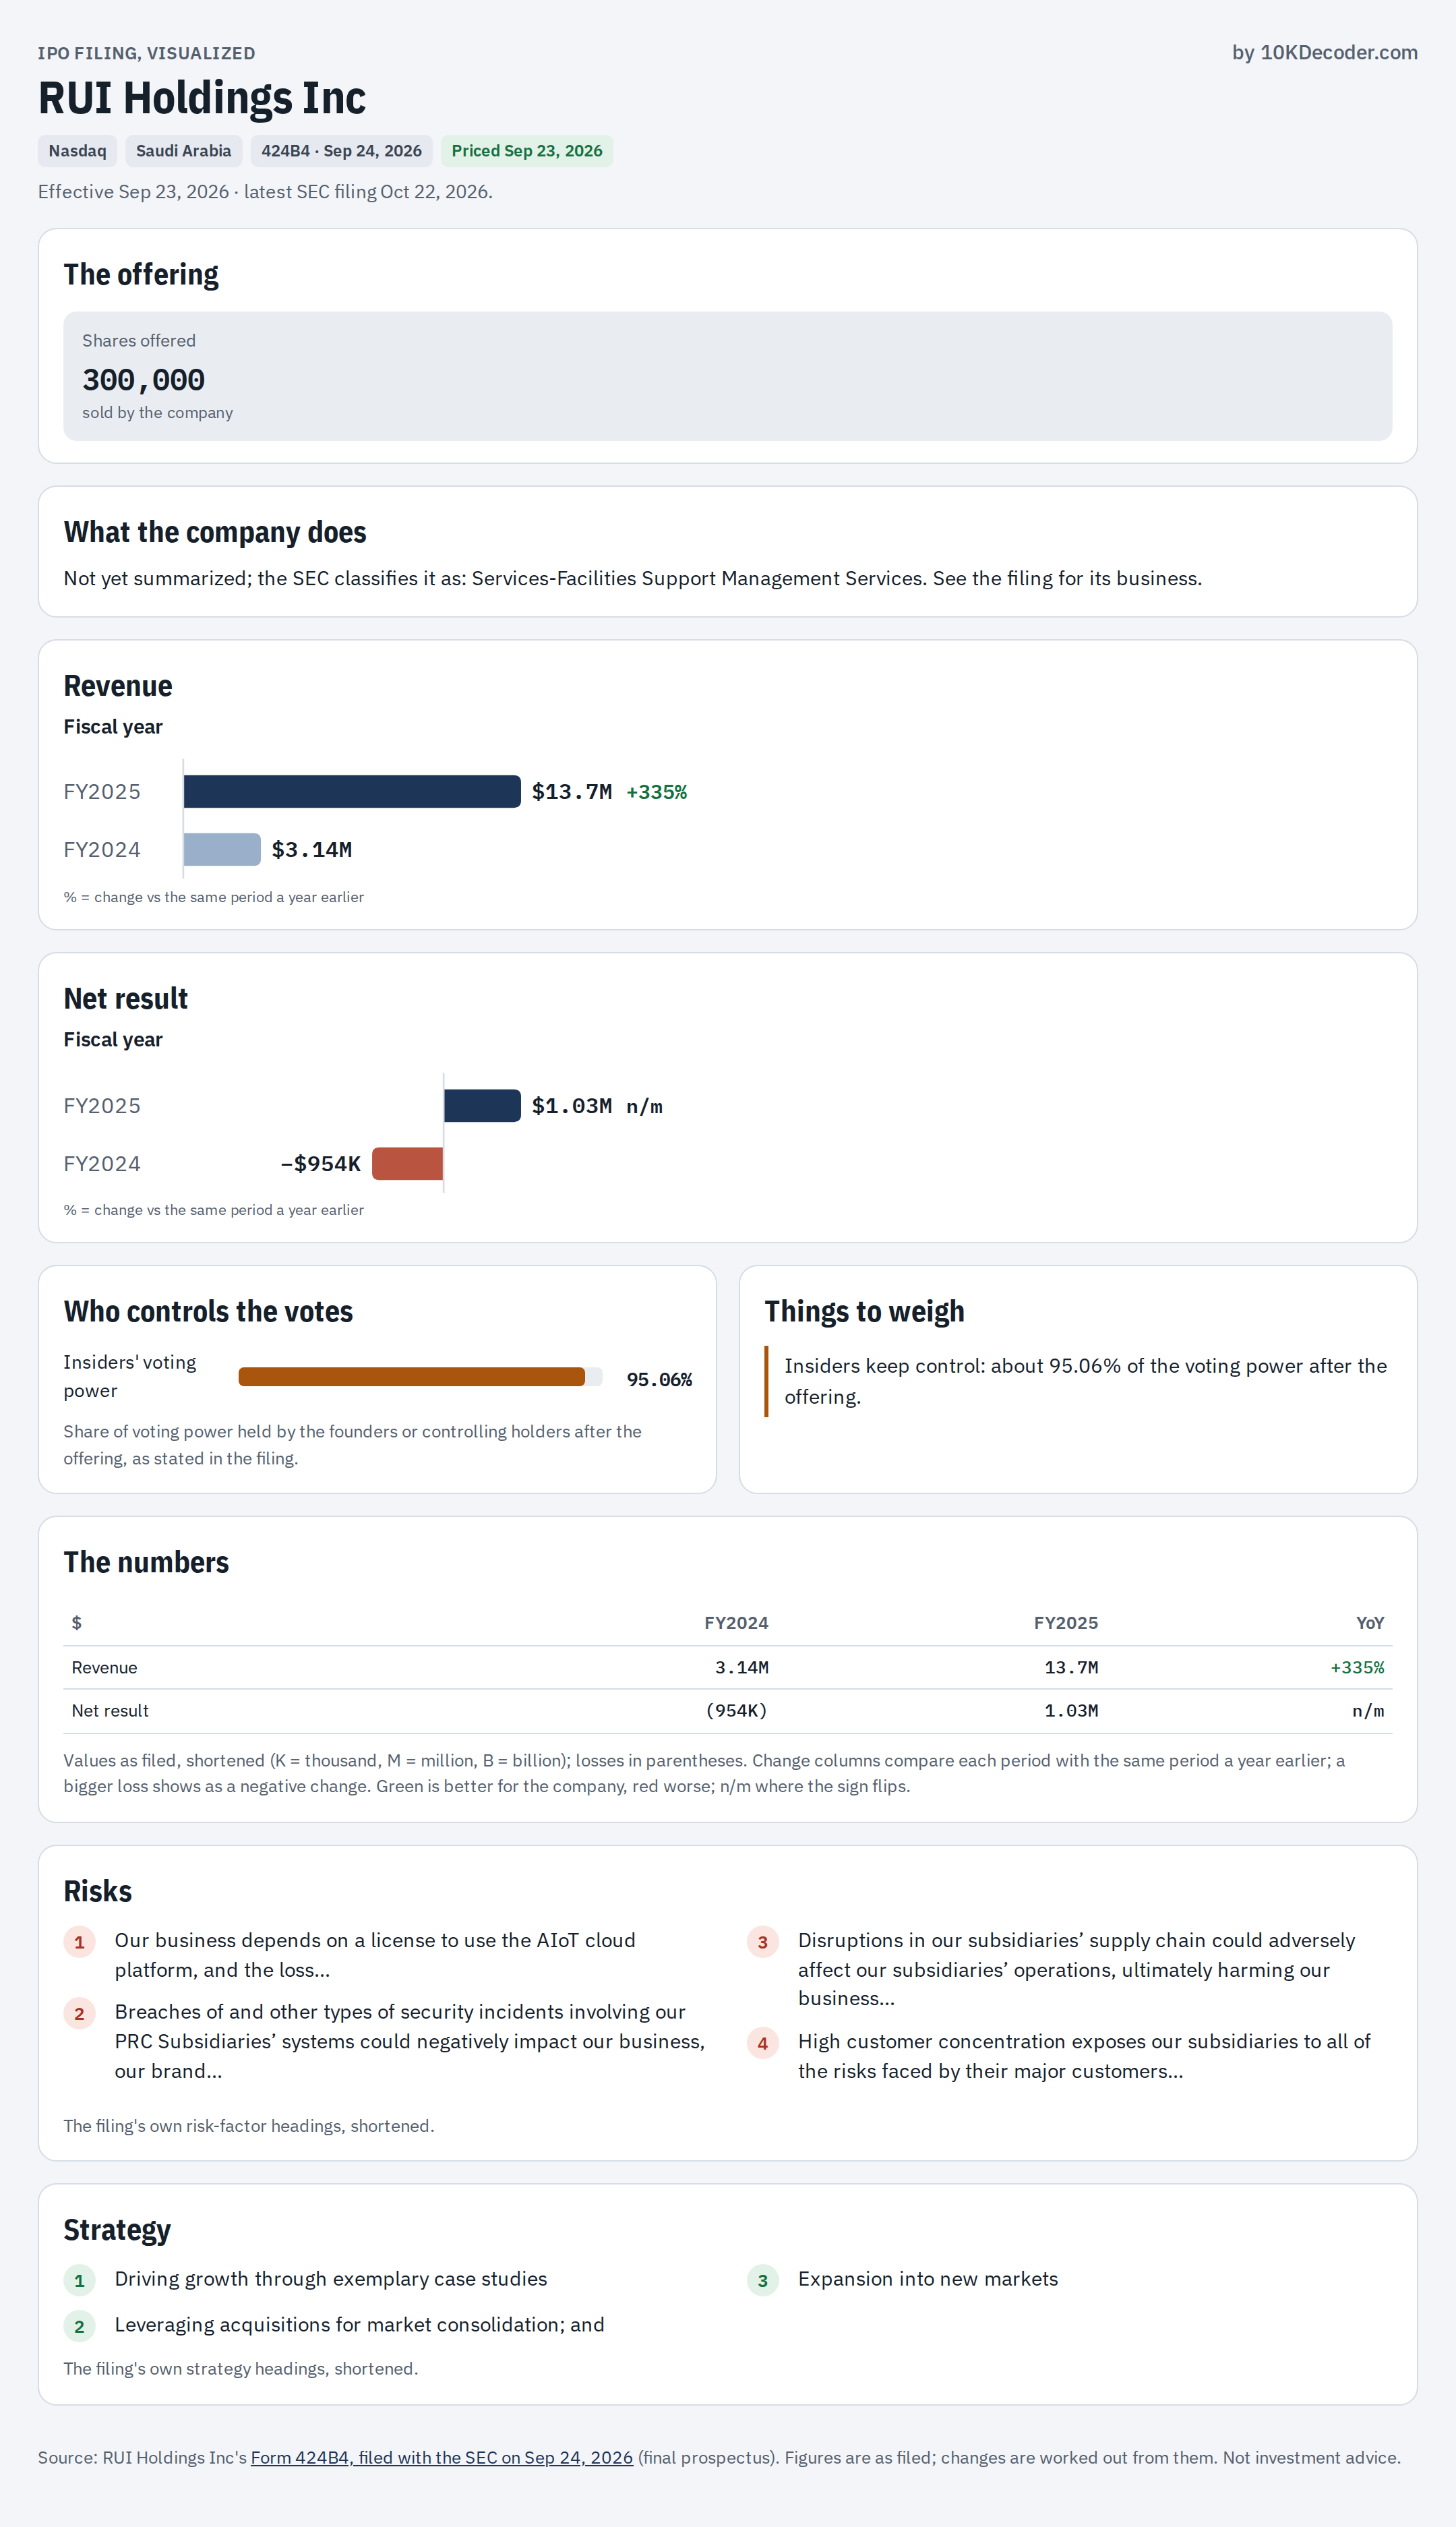 IPO FILING, VISUALIZED
by 10KDecoder.com
RUI Holdings Inc
Nasdaq
Saudi Arabia
424B4 · Sep 24, 2026
Priced Sep 23, 2026
Effective Sep 23, 2026 · latest SEC filing Oct 22, 2026.
The offering
Shares offered
300,000
sold by the company
What the company does
Not yet summarized; the SEC classifies it as: Services-Facilities Support Management Services. See the filing for its business.
Revenue
Fiscal year
FY2025 $13.7M +335%
FY2024 $3.14M
% = change vs the same period a year earlier
Net result
Fiscal year
FY2025 $1.03M n/m
FY2024 −$954K
% = change vs the same period a year earlier
Who controls the votes
Insiders' voting
power
95.06%
Share of voting power held by the founders or controlling holders after the
offering, as stated in the filing.
Things to weigh
Insiders keep control: about 95.06% of the voting power after the
offering.
The numbers
$ FY2024 FY2025 YoY
Revenue 3.14M 13.7M +335%
Net result (954K) 1.03M n/m
Values as filed, shortened (K = thousand, M = million, B = billion); losses in parentheses. Change columns compare each period with the same period a year earlier; a
bigger loss shows as a negative change. Green is better for the company, red worse; n/m where the sign flips.
Risks
1 Our business depends on a license to use the AIoT cloud
platform, and the loss…
2 Breaches of and other types of security incidents involving our
PRC Subsidiaries’ systems could negatively impact our business,
our brand…
3 Disruptions in our subsidiaries’ supply chain could adversely
affect our subsidiaries’ operations, ultimately harming our
business…
4 High customer concentration exposes our subsidiaries to all of
the risks faced by their major customers…
The filing's own risk-factor headings, shortened.
Strategy
1 Driving growth through exemplary case studies
2 Leveraging acquisitions for market consolidation; and
3 Expansion into new markets
The filing's own strategy headings, shortened.
Source: RUI Holdings Inc's Form 424B4, filed with the SEC on Sep 24, 2026 (final prospectus). Figures are as filed; changes are worked out from them. Not investment advice.